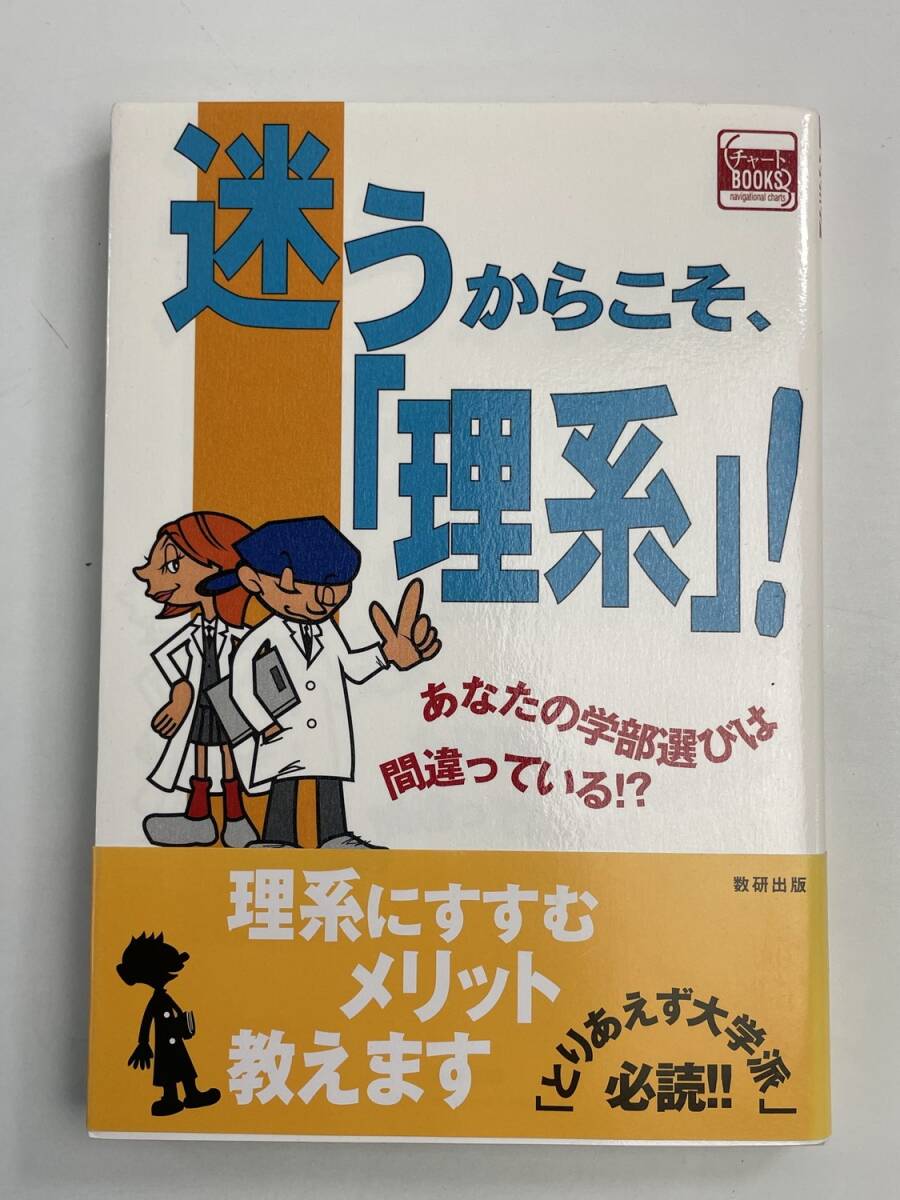 チャート
BOOKS
navigational charts
迷うからこそ、
「理系」!
あなたの学部選びは
間違っている!?
数研出版
理系にすすむ
メリット
教えます
「とりあえず大学派」
必読!!